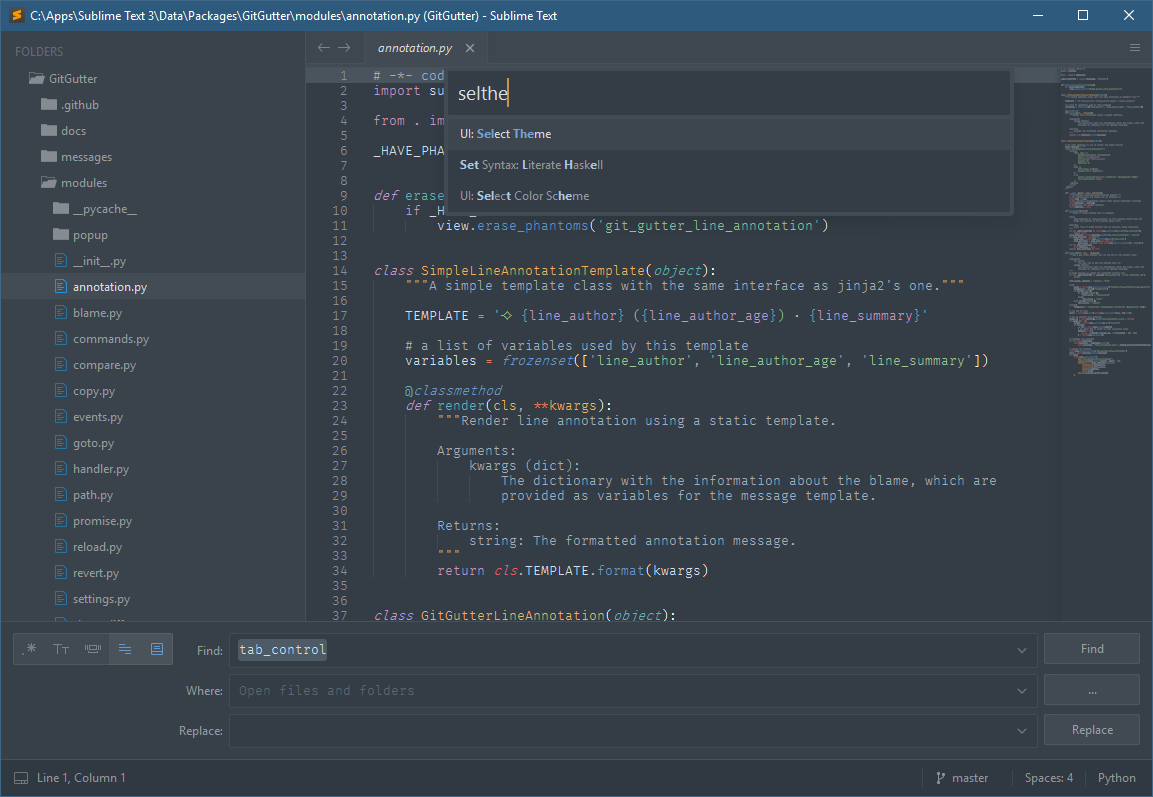 C:\Apps\Sublime Text 3\Data\Packages\GitGutter\modules\annotation.py (GitGutter) - Sublime Text
FOLDERS
GitGutter
.github
docs
messages
modules
__pycache__
popup
__init__.py
annotation.py
blame.py
commands.py
compare.py
copy.py
events.py
goto.py
handler.py
path.py
promise.py
reload.py
revert.py
settings.py
annotation.py
selthe
UI: Select Theme
Set Syntax: Literate Haskell
UI: Select Color Scheme
1 # -*- cod
2 import su
3
4 from . im
5
6 _HAVE_PHA
7
8
9 def erase
10 if _H
11 view.erase_phantoms('git_gutter_line_annotation')
12
13
14 class SimpleLineAnnotationTemplate(object):
15 """A simple template class with the same interface as jinja2's one."""
16
17 TEMPLATE = '⟣ {line_author} ({line_author_age}) · {line_summary}'
18
19 # a list of variables used by this template
20 variables = frozenset(['line_author', 'line_author_age', 'line_summary'])
21
22 @classmethod
23 def render(cls, **kwargs):
24 """Render line annotation using a static template.
25
26 Arguments:
27 kwargs (dict):
28 The dictionary with the information about the blame, which are
29 provided as variables for the message template.
30
31 Returns:
32 string: The formatted annotation message.
33 """
34 return cls.TEMPLATE.format(kwargs)
35
36
37 class GitGutterLineAnnotation(object):
.* Tт
Find: tab_control
Find
Where: Open files and folders
...
Replace:
Replace
Line 1, Column 1
master
Spaces: 4
Python